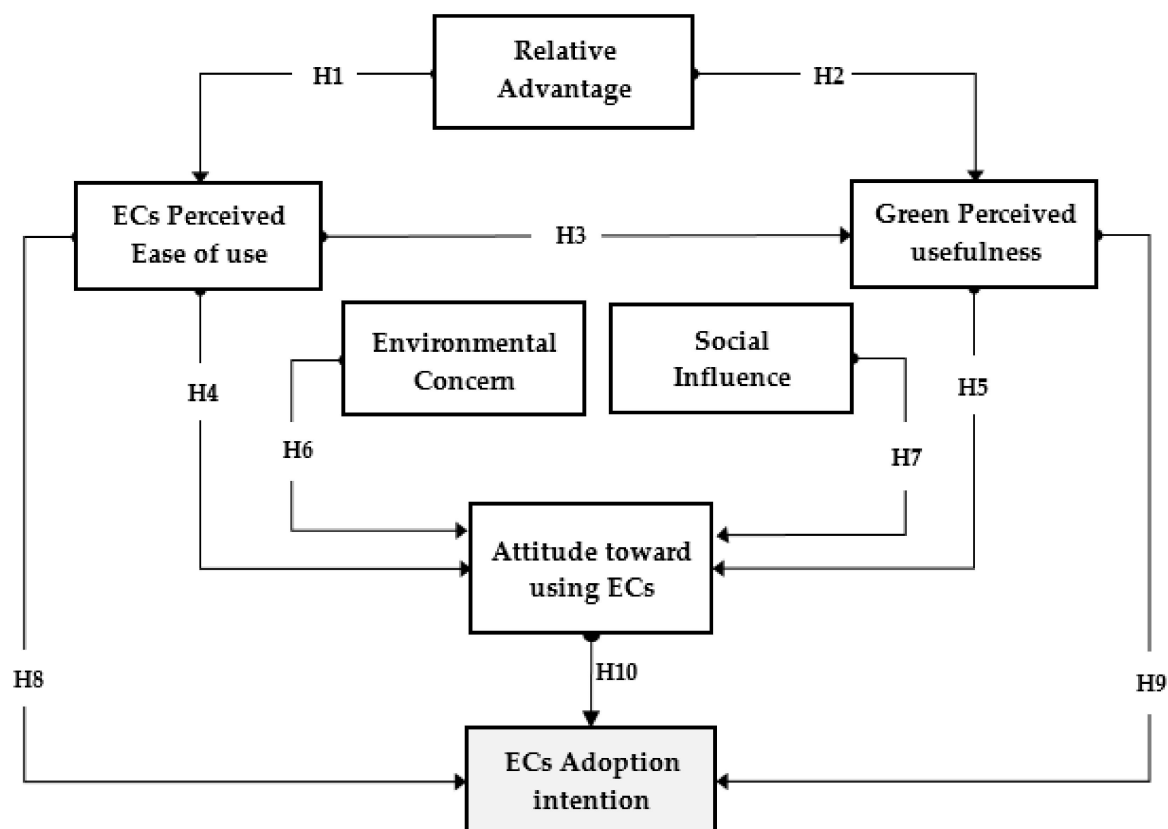 Relative
Advantage
H1
H2
ECs Perceived
Ease of use
H3
Green Perceived
usefulness
Environmental
Concern
Social
Influence
H4
H5
H6
H7
Attitude toward
using ECs
H8
H10
H9
ECs Adoption
intention